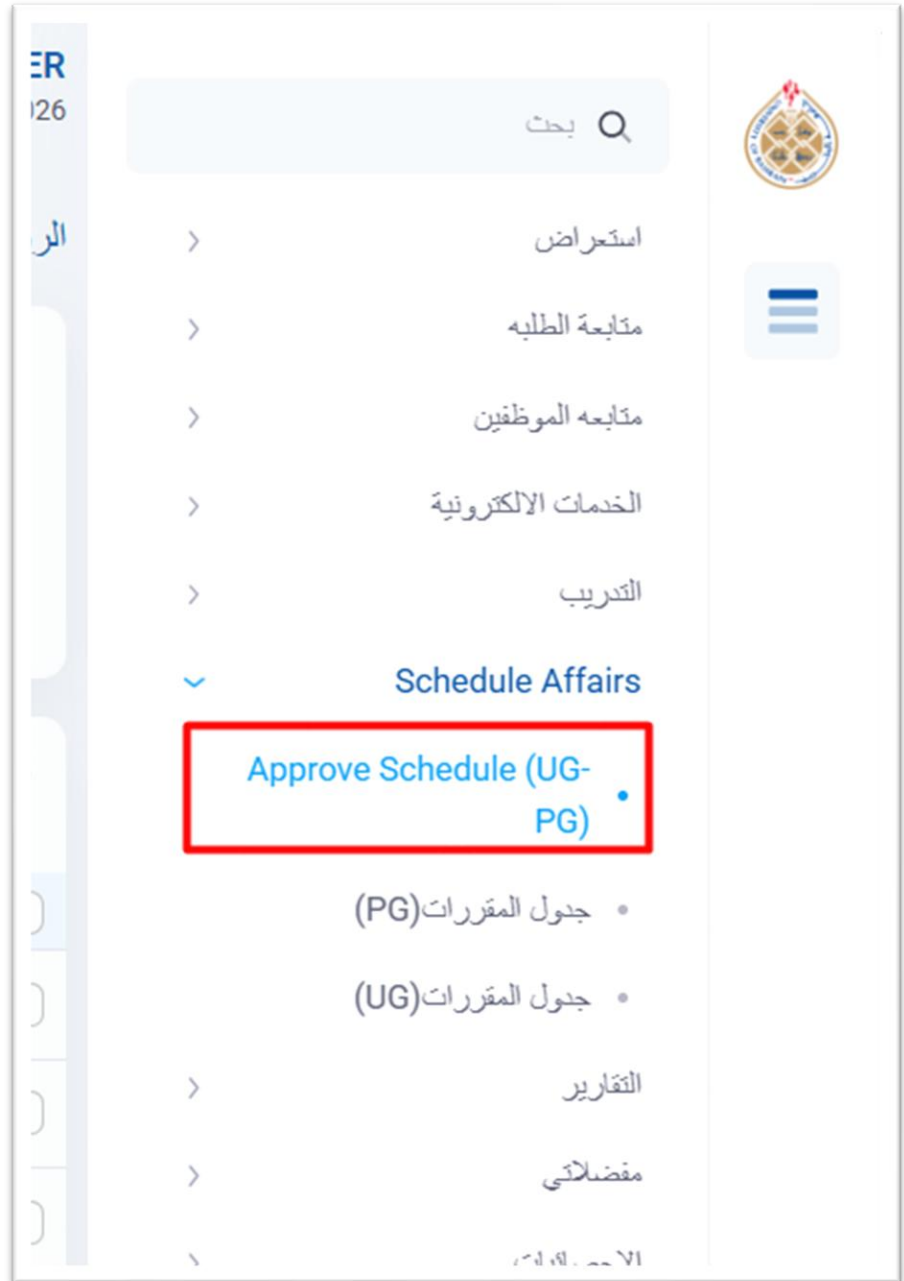 ER
بحث
استعراض
متابعة الطلبه
متابعه الموظفين
الخدمات الالكترونية
التدريب
Schedule Affairs
Approve Schedule (UG-
PG)
جدول المقررات(PG)
جدول المقررات(UG)
التقارير
مفضلاتي